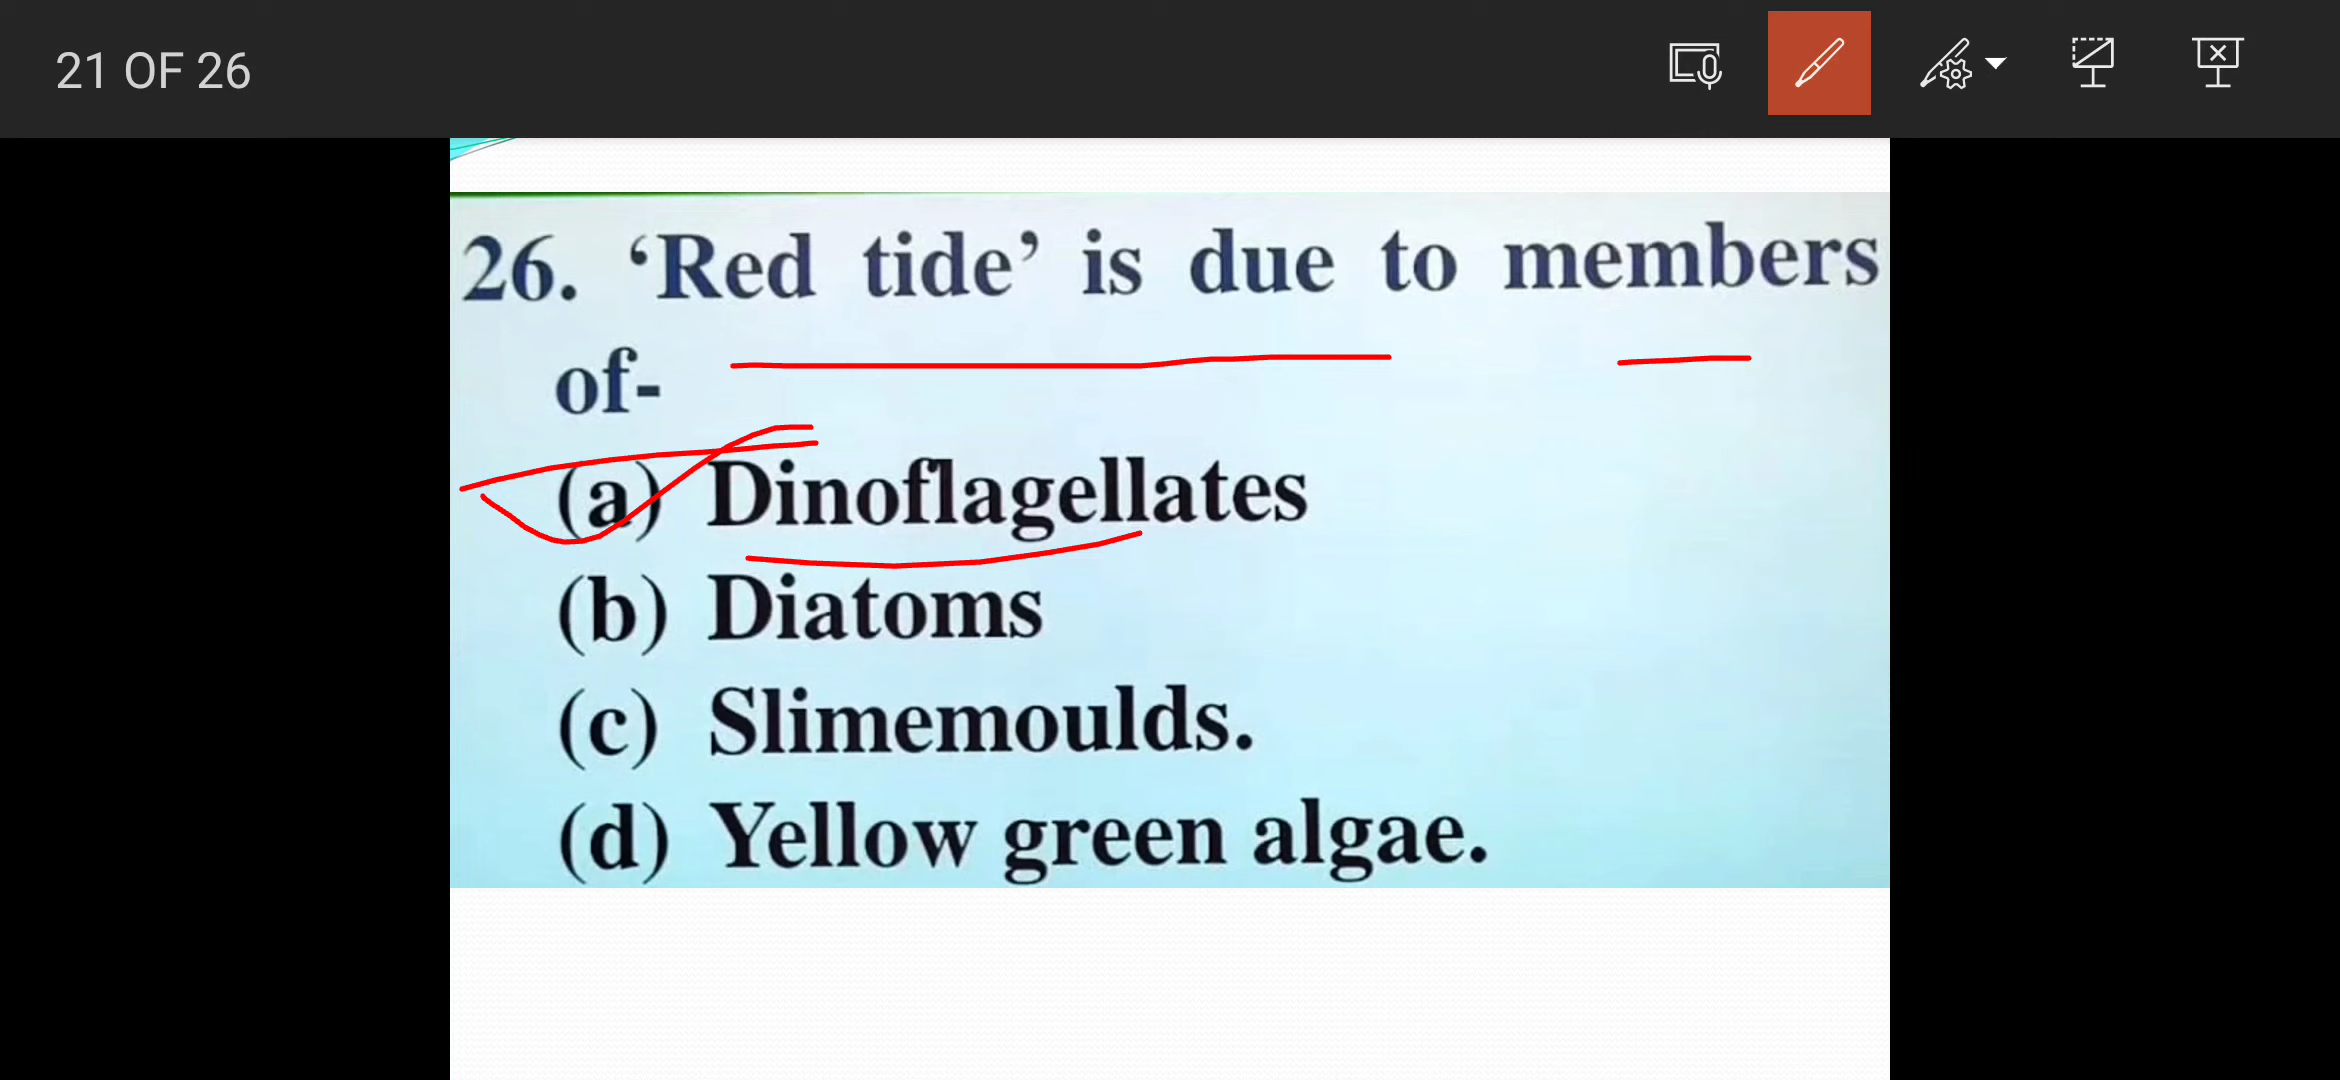 21 OF 26
26. ‘Red tide’ is due to members
of-
(a) Dinoflagellates
(b) Diatoms
(c) Slimemoulds.
(d) Yellow green algae.